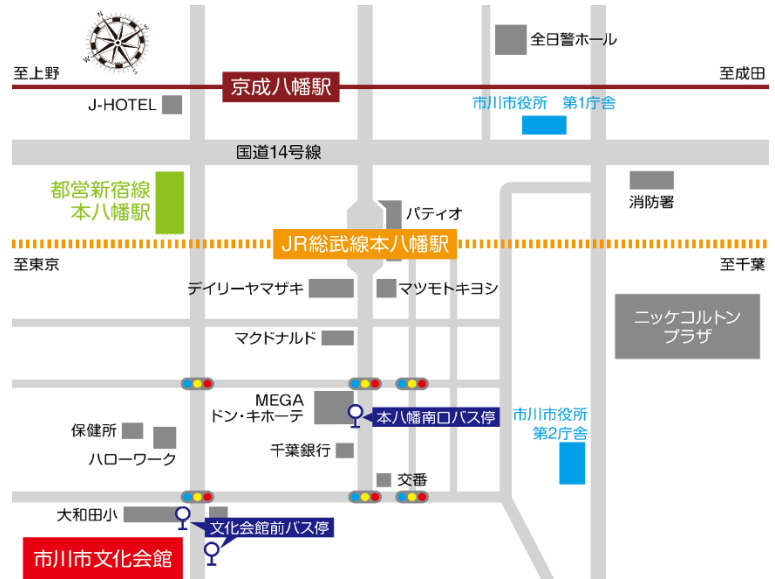 全日警ホール
至上野
京成八幡駅
至成田
J-HOTEL
市川市役所 第1庁舎
国道14号線
都営新宿線
本八幡駅
パティオ
消防署
JR総武線本八幡駅
至東京
至千葉
デイリーヤマザキ
マツモトキヨシ
ニッケコルトン
プラザ
マクドナルド
MEGA
ドン・キホーテ
本八幡南口バス停
市川市役所
第2庁舎
保健所
ハローワーク
千葉銀行
交番
大和田小
文化会館前バス停
市川市文化会館
N
E
S
W